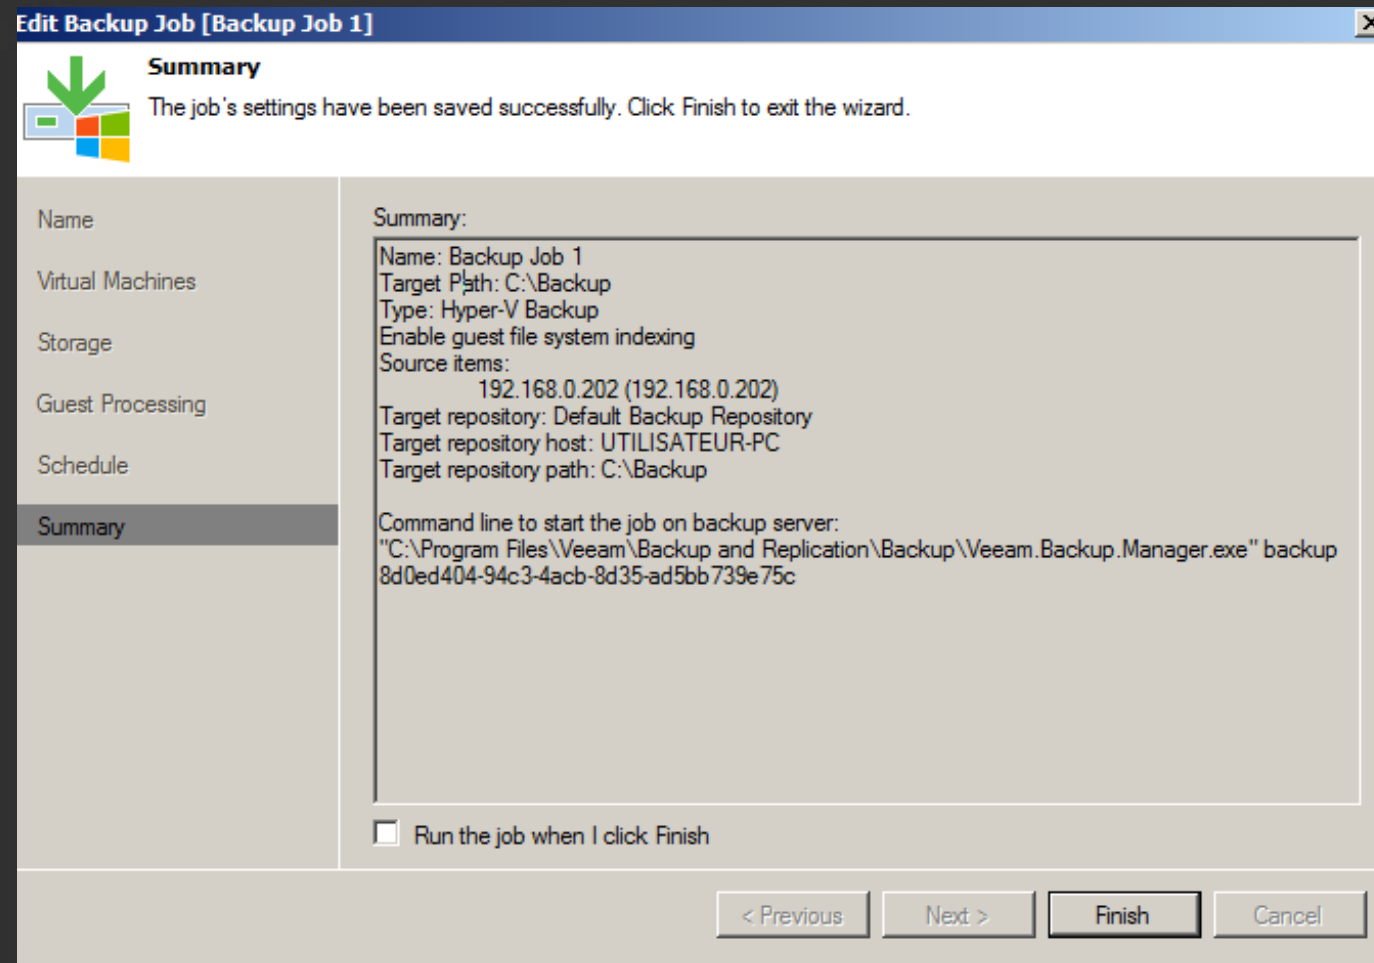 Edit Backup Job [Backup Job 1]
Summary
The job's settings have been saved successfully. Click Finish to exit the wizard.
Name
Virtual Machines
Storage
Guest Processing
Schedule
Summary
Summary:
Name: Backup Job 1
Target Path: C:\Backup
Type: Hyper-V Backup
Enable guest file system indexing
Source items:
192.168.0.202 (192.168.0.202)
Target repository: Default Backup Repository
Target repository host: UTILISATEUR-PC
Target repository path: C:\Backup
Command line to start the job on backup server:
"C:\Program Files\Veeam\Backup and Replication\Backup\Veeam.Backup.Manager.exe" backup
8d0ed404-94c3-4acb-8d35-ad5bb739e75c
Run the job when I click Finish
< Previous
Next >
Finish
Cancel